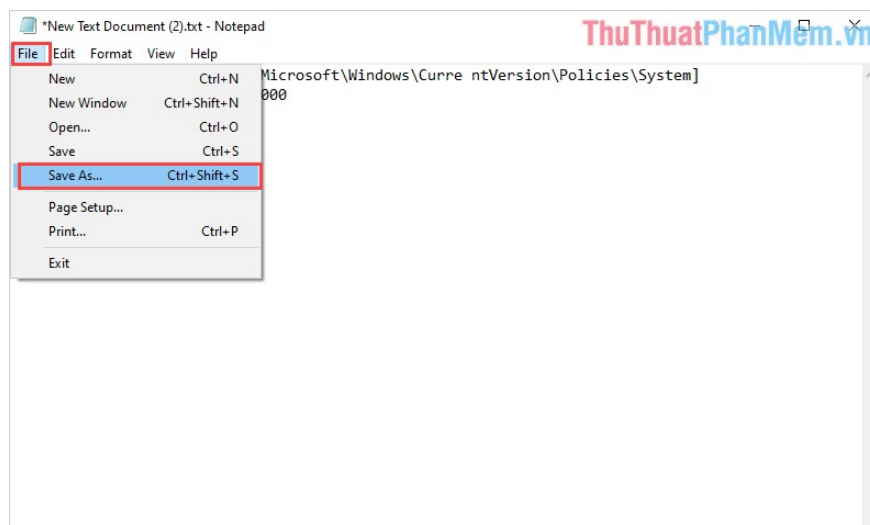 *New Text Document (2).txt - Notepad
ThuThuatPhanMem.vn
File Edit Format View Help
New Ctrl+N
Microsoft\Windows\Curre ntVersion\Policies\System]
New Window Ctrl+Shift+N
000
Open... Ctrl+O
Save Ctrl+S
Save As... Ctrl+Shift+S
Page Setup...
Print... Ctrl+P
Exit